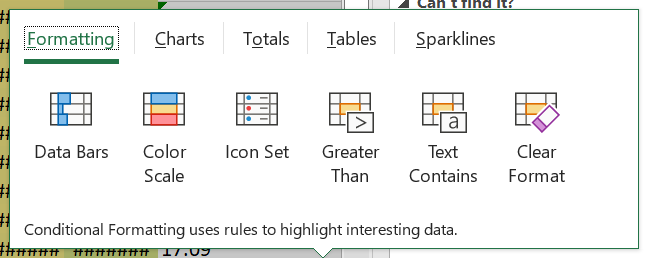 Can't find it?
Formatting Charts Totals Tables Sparklines
Data Bars Color Scale Icon Set Greater Than Text Contains Clear Format
Conditional Formatting uses rules to highlight interesting data.
###### ####### 17.09